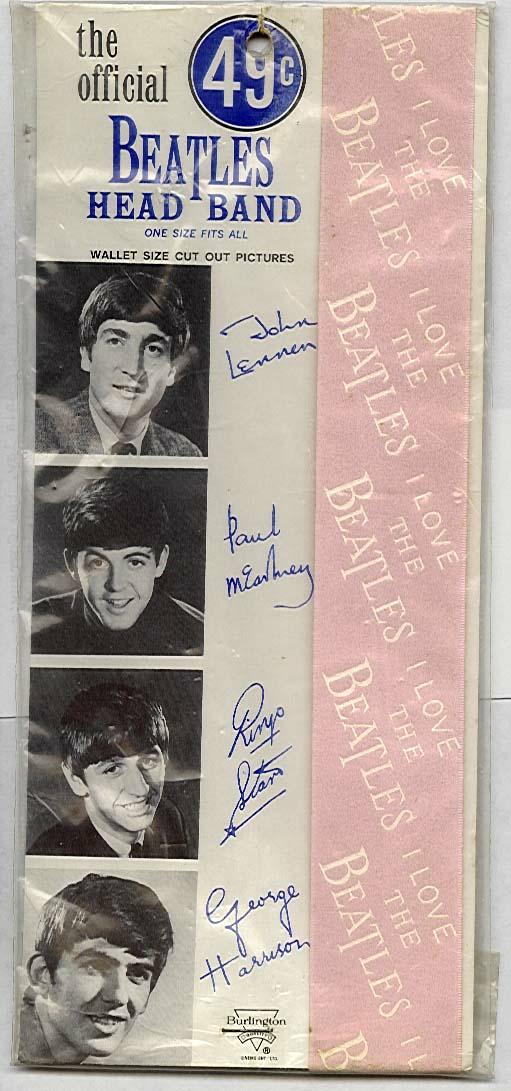 the
official
49¢
BEATLES
HEAD BAND
ONE SIZE FITS ALL
WALLET SIZE CUT OUT PICTURES
John
Lennon
Paul
McCartney
Ringo
Starr
George
Harrison
Burlington
®
LES I LOVE
THE
BEATLES I LOVE
THE
BEATLES I LOVE
THE
BEATLES I LOVE
THE
BEATLES I LOVE
THE
BEATLES I L
B